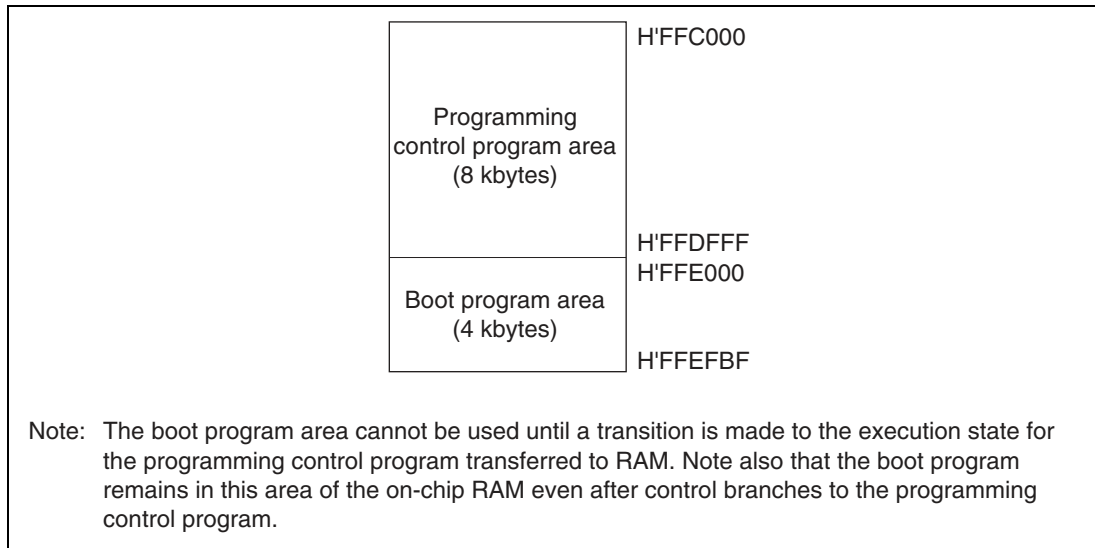 H'FFC000
Programming
control program area
(8 kbytes)
H'FFDFFF
H'FFE000
Boot program area
(4 kbytes)
H'FFEFBF
Note: The boot program area cannot be used until a transition is made to the execution state for
the programming control program transferred to RAM. Note also that the boot program
remains in this area of the on-chip RAM even after control branches to the programming
control program.